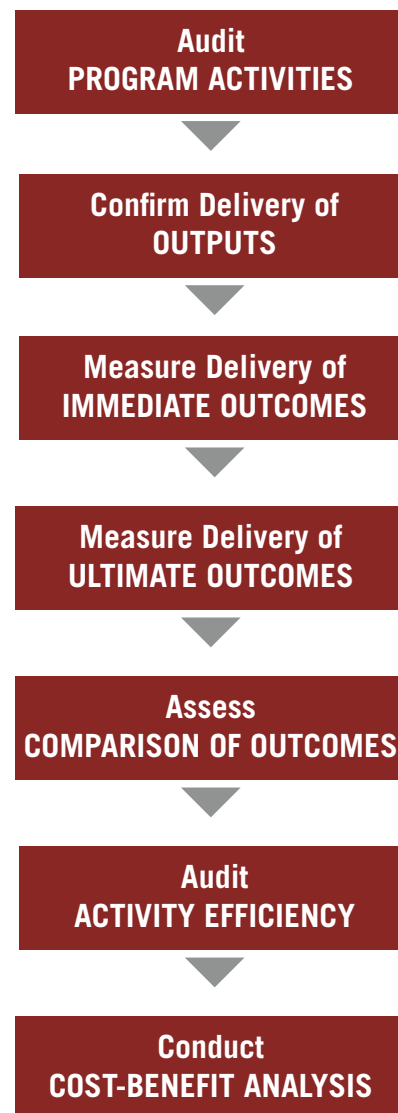 Audit
PROGRAM ACTIVITIES
Confirm Delivery of
OUTPUTS
Measure Delivery of
IMMEDIATE OUTCOMES
Measure Delivery of
ULTIMATE OUTCOMES
Assess
COMPARISON OF OUTCOMES
Audit
ACTIVITY EFFICIENCY
Conduct
COST-BENEFIT ANALYSIS